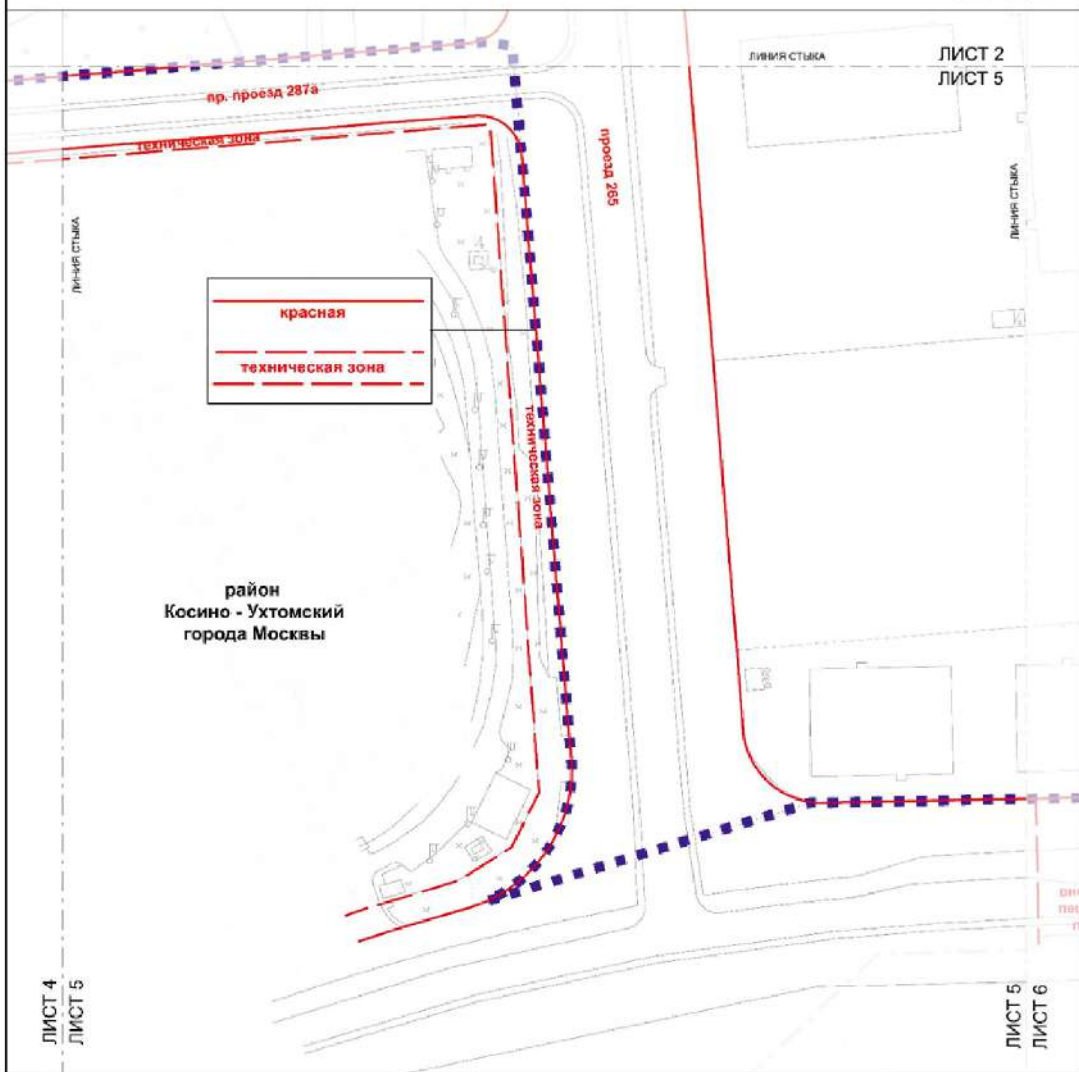 ЛИНИЯ СТЫКА
ЛИСТ 2
ЛИСТ 5
пр. проезд 287а
техническая зона
проезд 265
ЛИНИЯ СТЫКА
ЛИНИЯ СТЫКА
красная
техническая зона
техническая зона
район
Косино - Ухтомский
города Москвы
ЛИСТ 4
ЛИСТ 5
ЛИСТ 5
ЛИСТ 6